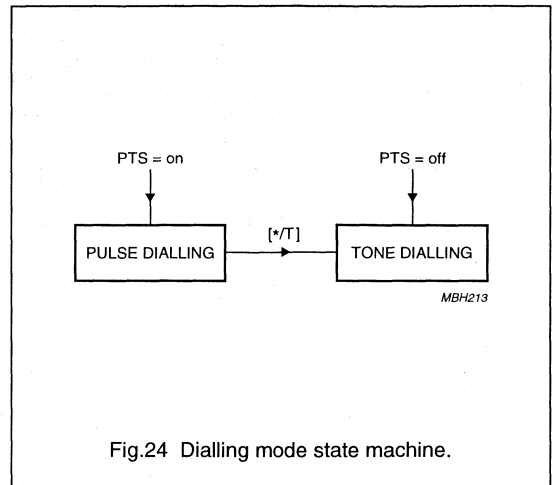 PTS = on
PTS = off
PULSE DIALLING
[*/T]
TONE DIALLING
MBH213
Fig.24 Dialling mode state machine.